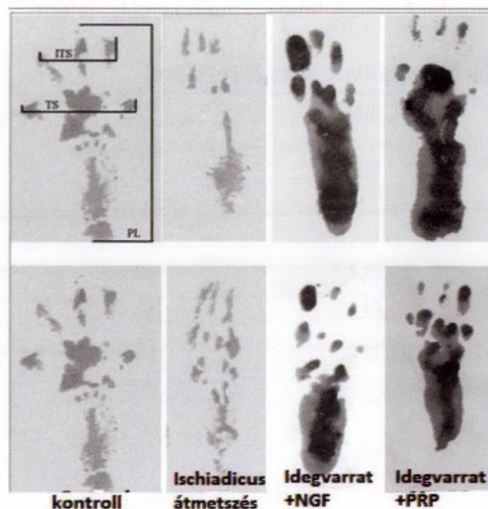 ITS
TS
PL
kontroll
Ischiadicus
átmetszés
Idegvarrat
+NGF
Idegvarrat
+PRP